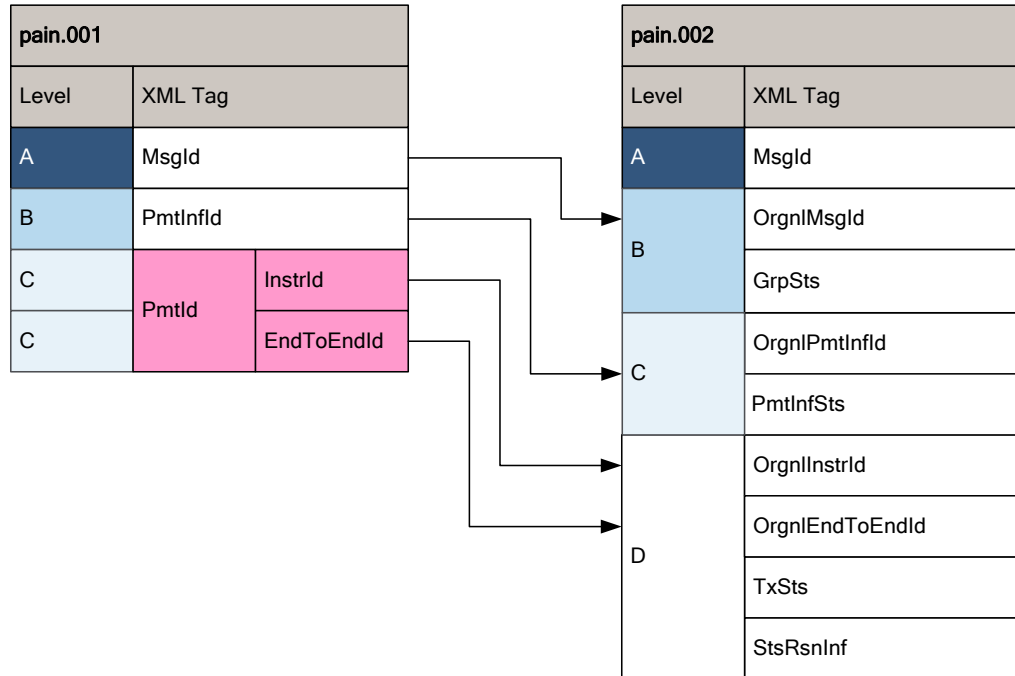 pain.001
Level XML Tag
A MsgId
B PmtInfId
C PmtId InstrId
C EndToEndId
pain.002
Level XML Tag
A MsgId
B OrgnlMsgId
GrpSts
C OrgnlPmtInfId
PmtInfSts
D OrgnlInstrId
OrgnlEndToEndId
TxSts
StsRsnInf